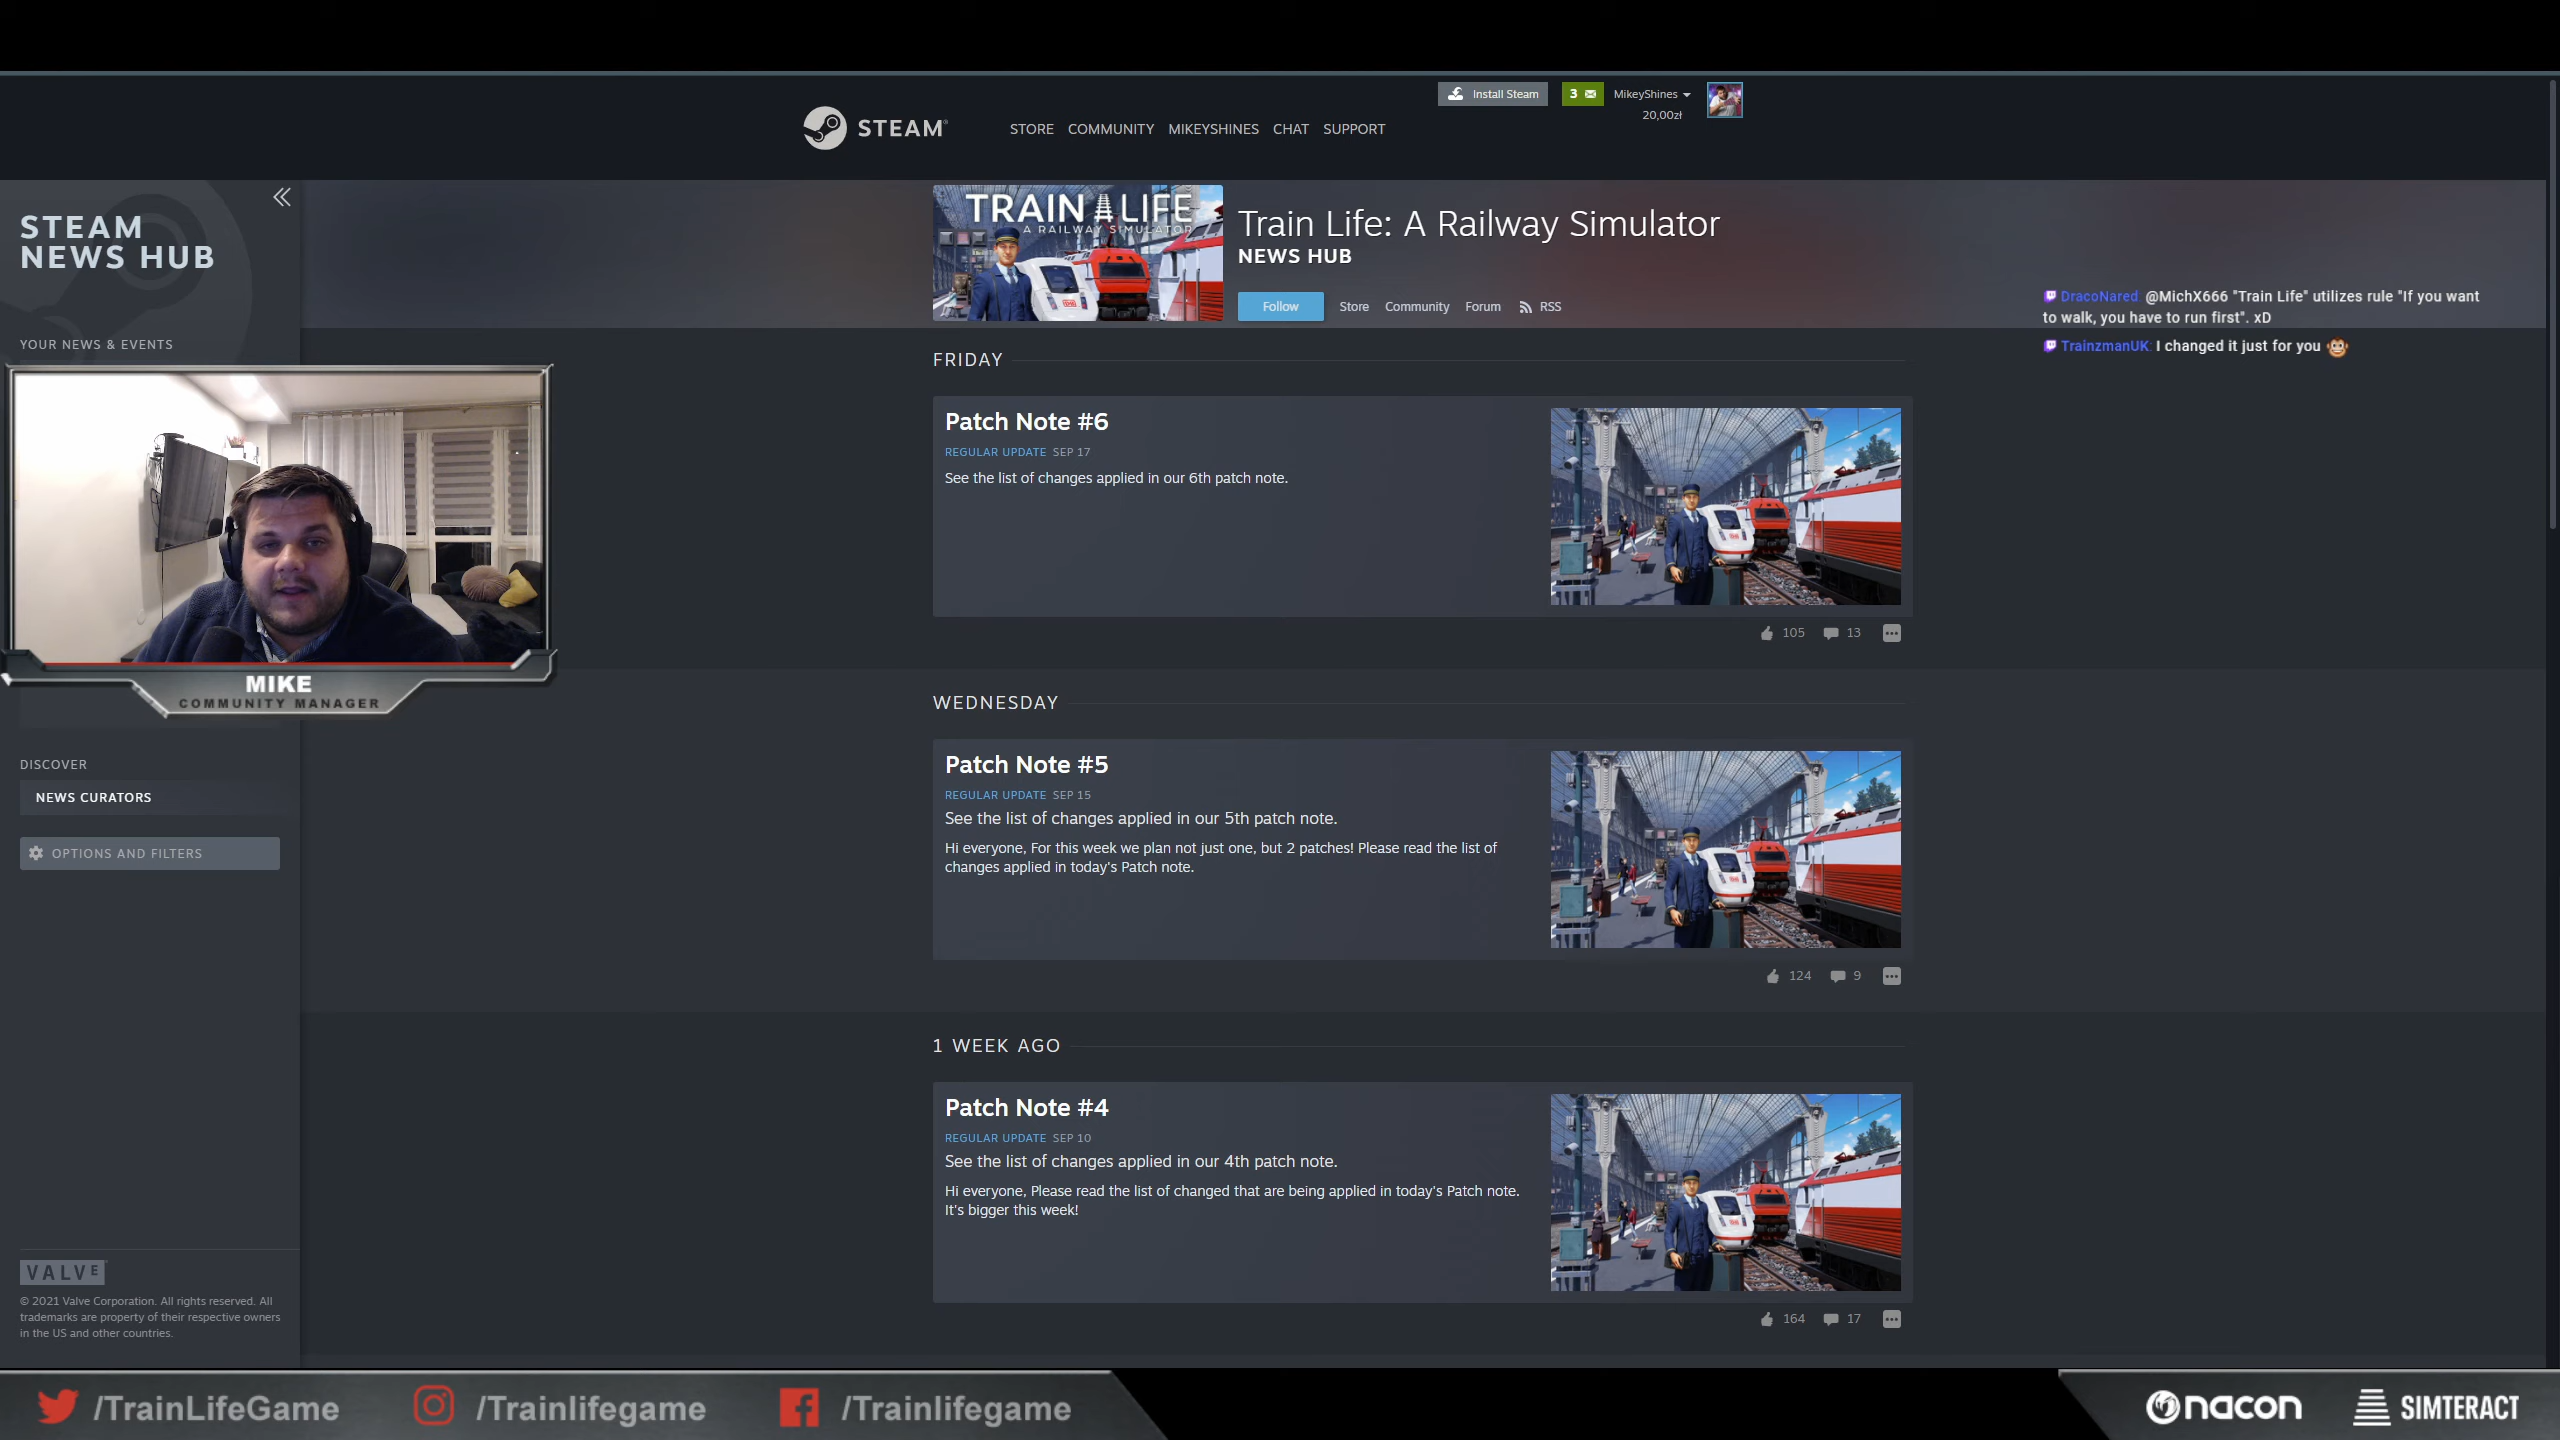 Install Steam
3
MikeyShines
20,00zł
STEAM
STORE COMMUNITY MIKEYSHINES CHAT SUPPORT
STEAM
NEWS HUB
YOUR NEWS & EVENTS
TRAIN LIFE
A RAILWAY SIMULATOR
Train Life: A Railway Simulator
NEWS HUB
Follow Store Community Forum RSS
DracoNared: @MichX666 "Train Life" utilizes rule "If you want
to walk, you have to run first". xD
TrainzmanUK: I changed it just for you
FRIDAY
Patch Note #6
REGULAR UPDATE SEP 17
See the list of changes applied in our 6th patch note.
105 13
MIKE
COMMUNITY MANAGER
WEDNESDAY
Patch Note #5
REGULAR UPDATE SEP 15
See the list of changes applied in our 5th patch note.
Hi everyone, For this week we plan not just one, but 2 patches! Please read the list of
changes applied in today's Patch note.
124 9
DISCOVER
NEWS CURATORS
OPTIONS AND FILTERS
1 WEEK AGO
Patch Note #4
REGULAR UPDATE SEP 10
See the list of changes applied in our 4th patch note.
Hi everyone, Please read the list of changed that are being applied in today's Patch note.
It's bigger this week!
164 17
VALVE
© 2021 Valve Corporation. All rights reserved. All
trademarks are property of their respective owners
in the US and other countries.
/TrainLifeGame /Trainlifegame /Trainlifegame
nacon SIMTERACT